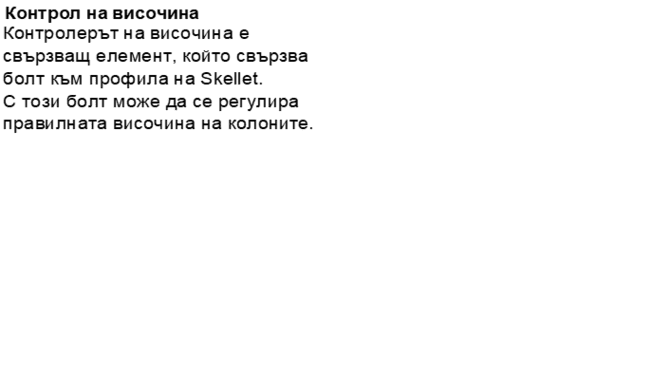 Контрол на височина
Контролерът на височина е
свързващ елемент, който свързва
болт към профила на Skellet.
С този болт може да се регулира
правилната височина на колоните.